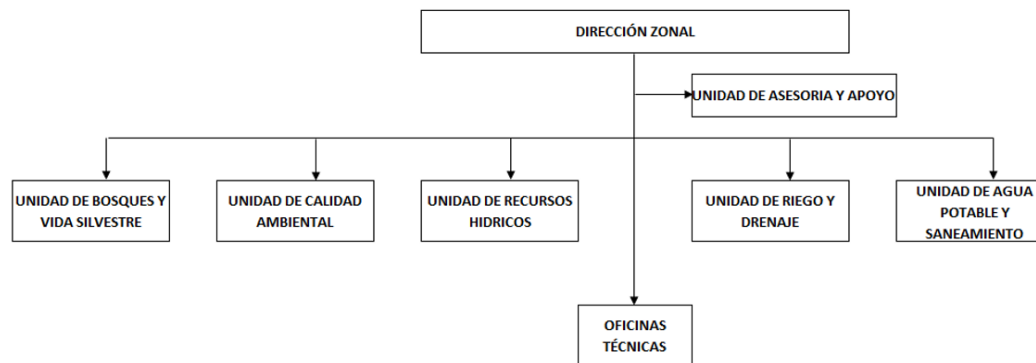 DIRECCIÓN ZONAL
UNIDAD DE ASESORIA Y APOYO
UNIDAD DE BOSQUES Y
VIDA SILVESTRE
UNIDAD DE CALIDAD
AMBIENTAL
UNIDAD DE RECURSOS
HIDRICOS
UNIDAD DE RIEGO Y
DRENAJE
UNIDAD DE AGUA
POTABLE Y
SANEAMIENTO
OFICINAS
TÉCNICAS